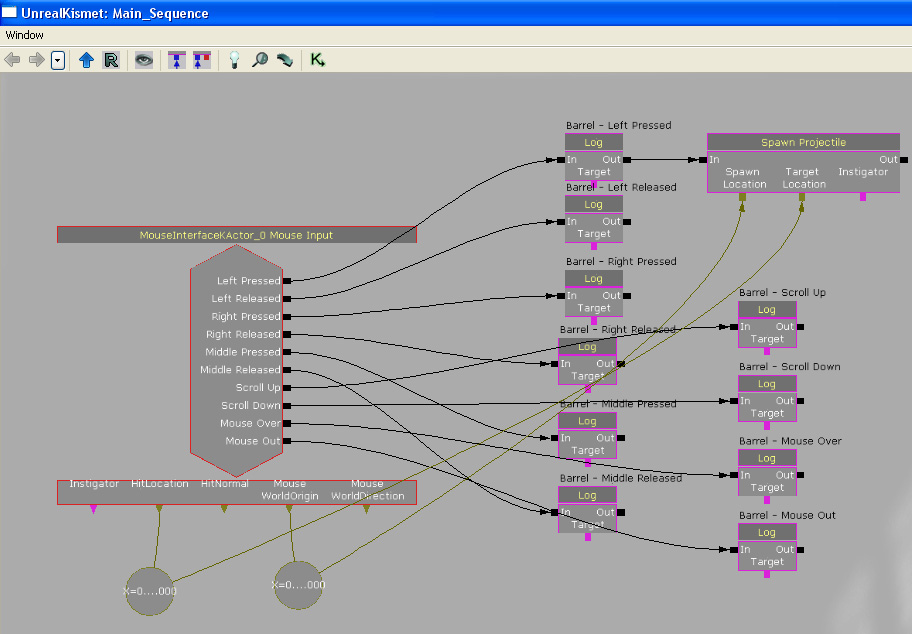 UnrealKismet: Main_Sequence
Window
R
K
Barrel - Left Pressed
Log
In Out
Target
Spawn Projectile
In Out
Spawn Location
Target Location
Instigator
Barrel - Left Released
Log
In Out
Target
MouseInterfaceKActor_0 Mouse Input
Left Pressed
Left Released
Right Pressed
Right Released
Middle Pressed
Middle Released
Scroll Up
Scroll Down
Mouse Over
Mouse Out
Instigator
HitLocation
HitNormal
Mouse WorldOrigin
Mouse WorldDirection
X=0....000
X=0....000
Barrel - Right Pressed
Log
In Out
Target
Barrel - Right Released
Log
In Out
Target
Barrel - Middle Pressed
Log
In Out
Target
Barrel - Middle Released
Log
In Out
Target
Barrel - Scroll Up
Log
In Out
Target
Barrel - Scroll Down
Log
In Out
Target
Barrel - Mouse Over
Log
In Out
Target
Barrel - Mouse Out
Log
In Out
Target